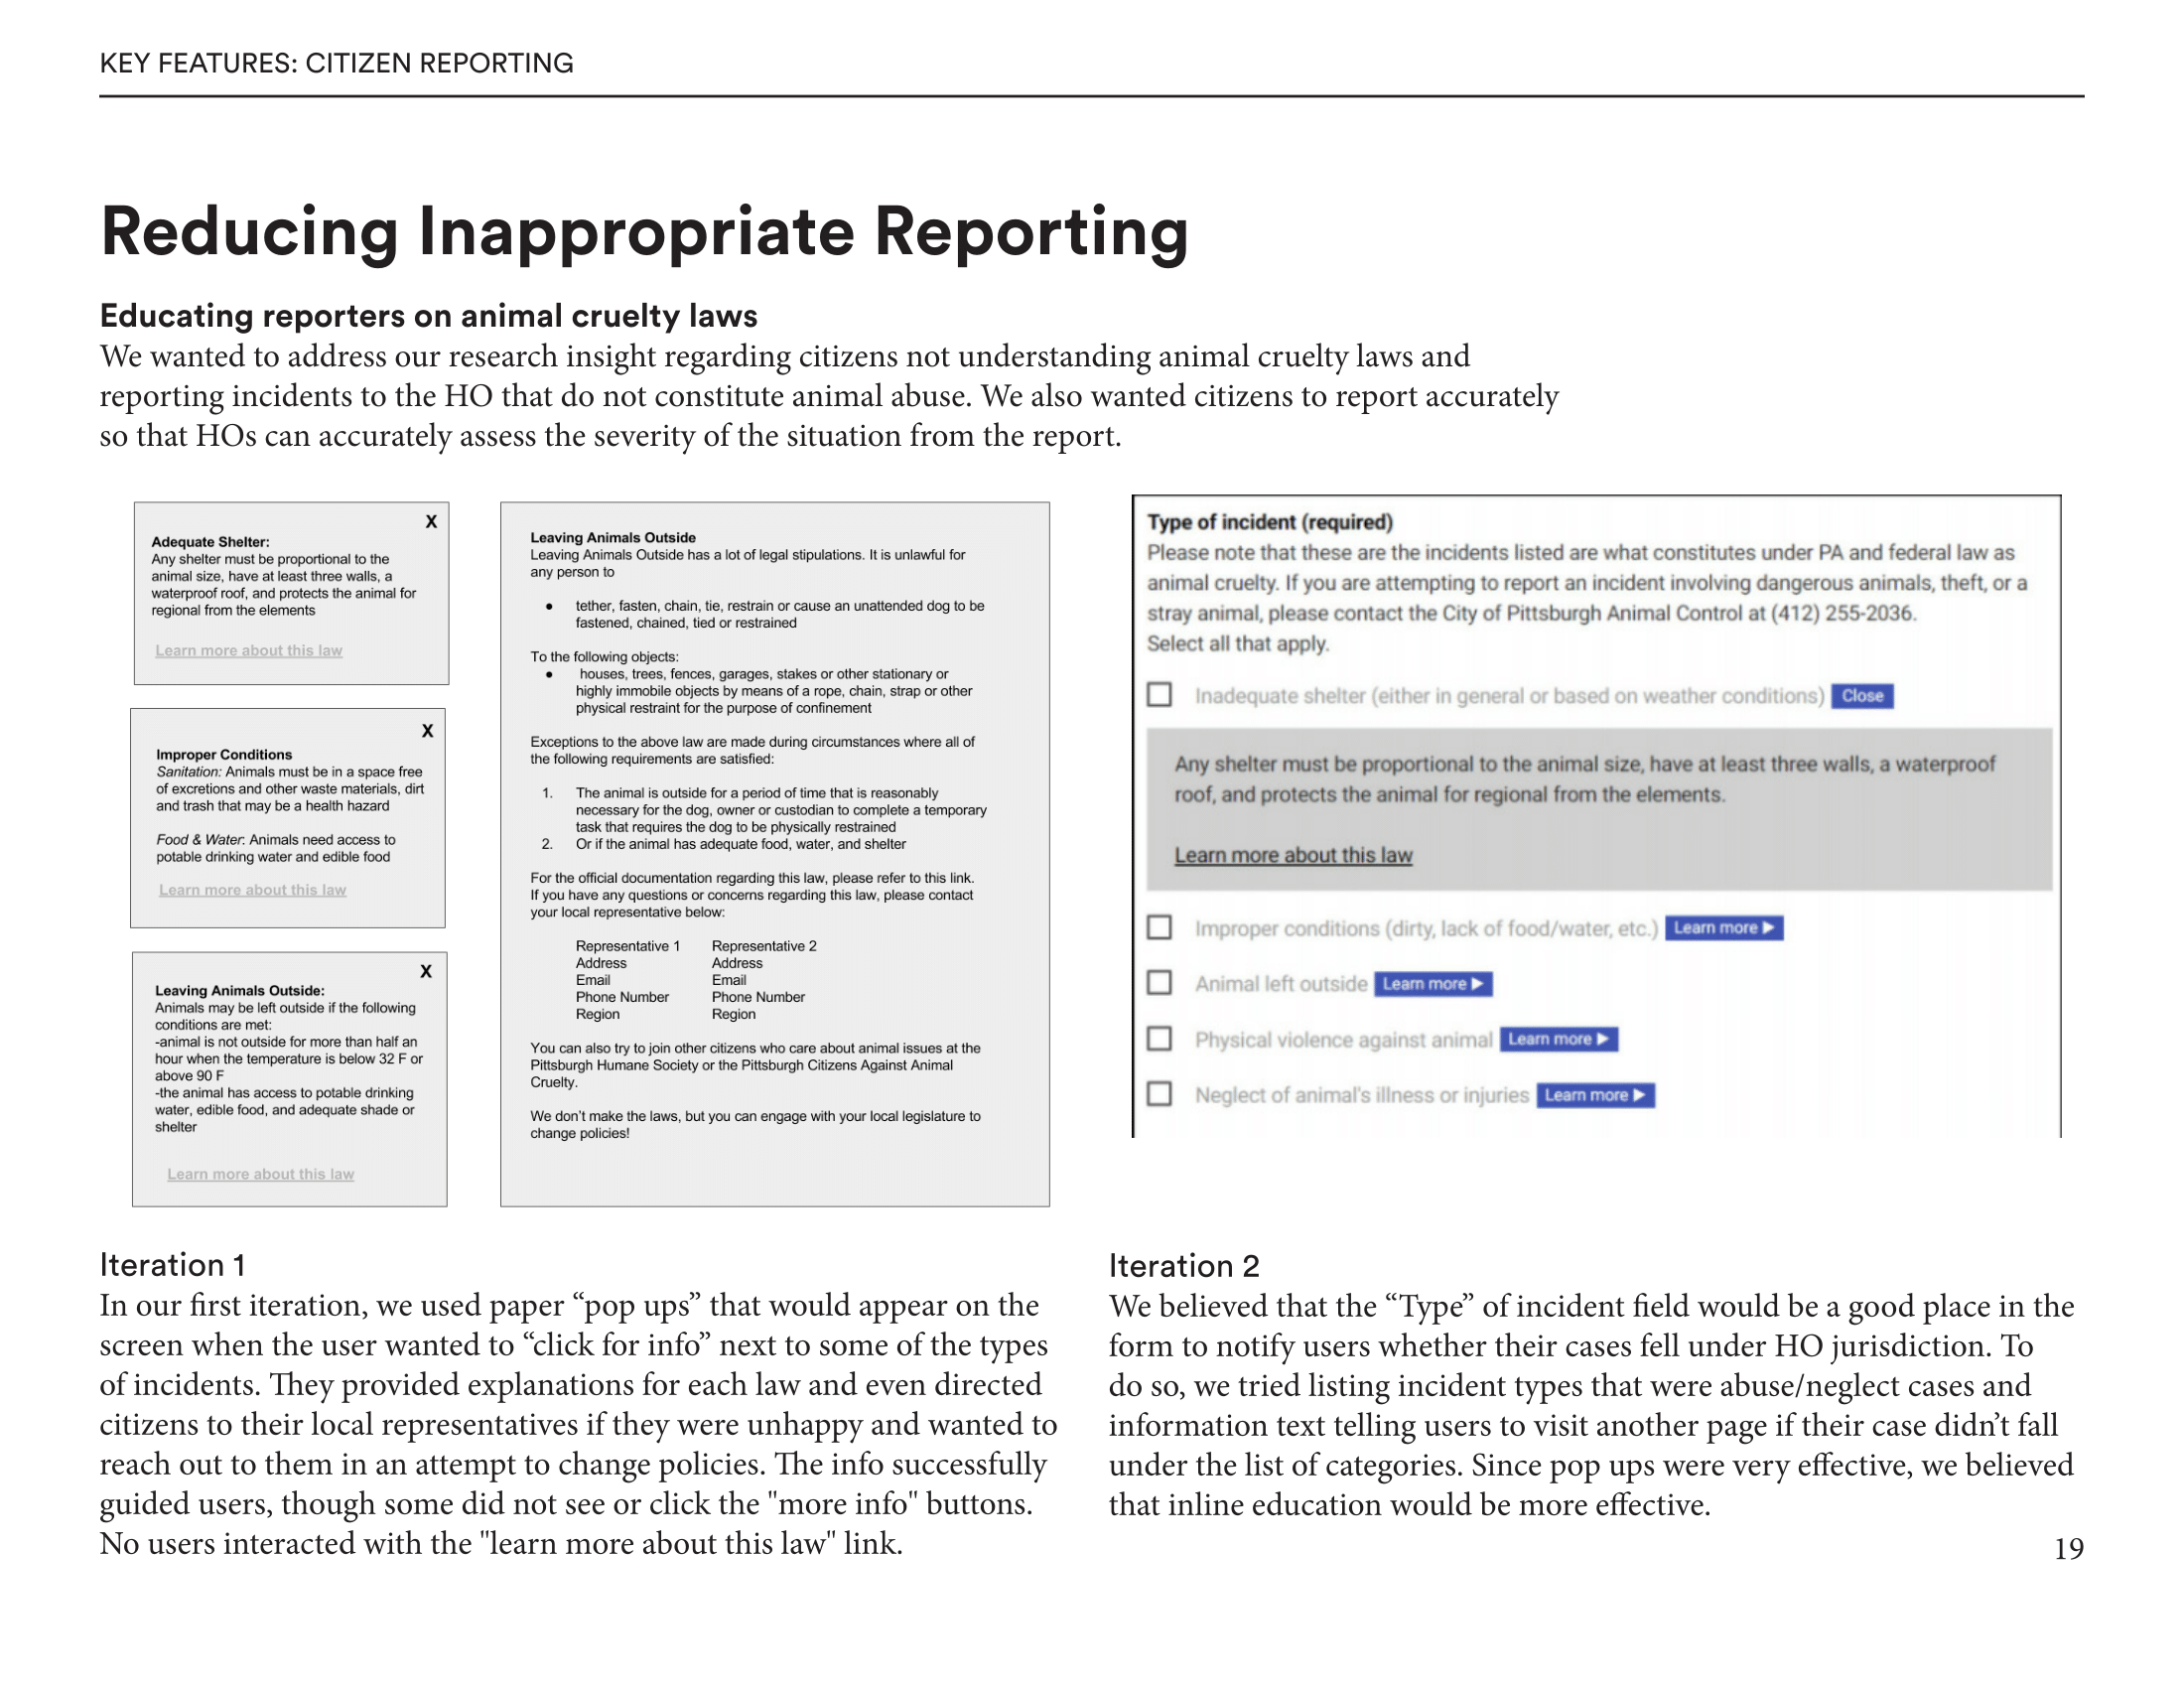 KEY FEATURES: CITIZEN REPORTING
Reducing Inappropriate Reporting
Educating reporters on animal cruelty laws
We wanted to address our research insight regarding citizens not understanding animal cruelty laws and
reporting incidents to the HO that do not constitute animal abuse. We also wanted citizens to report accurately
so that HOs can accurately assess the severity of the situation from the report.
X
Adequate Shelter:
Any shelter must be proportional to the
animal size, have at least three walls, a
waterproof roof, and protects the animal for
regional from the elements
Learn more about this law
X
Improper Conditions
Sanitation: Animals must be in a space free
of excretions and other waste materials, dirt
and trash that may be a health hazard
Food & Water: Animals need access to
potable drinking water and edible food
Learn more about this law
X
Leaving Animals Outside:
Animals may be left outside if the following
conditions are met:
-animal is not outside for more than half an
hour when the temperature is below 32 F or
above 90 F
-the animal has access to potable drinking
water, edible food, and adequate shade or
shelter
Learn more about this law
Leaving Animals Outside
Leaving Animals Outside has a lot of legal stipulations. It is unlawful for
any person to
● tether, fasten, chain, tie, restrain or cause an unattended dog to be
fastened, chained, tied or restrained
To the following objects:
● houses, trees, fences, garages, stakes or other stationary or
highly immobile objects by means of a rope, chain, strap or other
physical restraint for the purpose of confinement
Exceptions to the above law are made during circumstances where all of
the following requirements are satisfied:
1. The animal is outside for a period of time that is reasonably
necessary for the dog, owner or custodian to complete a temporary
task that requires the dog to be physically restrained
2. Or if the animal has adequate food, water, and shelter
For the official documentation regarding this law, please refer to this link.
If you have any questions or concerns regarding this law, please contact
your local representative below:
Representative 1 Representative 2
Address Address
Email Email
Phone Number Phone Number
Region Region
You can also try to join other citizens who care about animal issues at the
Pittsburgh Humane Society or the Pittsburgh Citizens Against Animal
Cruelty.
We don't make the laws, but you can engage with your local legislature to
change policies!
Type of incident (required)
Please note that these are the incidents listed are what constitutes under PA and federal law as
animal cruelty. If you are attempting to report an incident involving dangerous animals, theft, or a
stray animal, please contact the City of Pittsburgh Animal Control at (412) 255-2036.
Select all that apply.
Inadequate shelter (either in general or based on weather conditions) Close
Any shelter must be proportional to the animal size, have at least three walls, a waterproof
roof, and protects the animal for regional from the elements.
Learn more about this law
Improper conditions (dirty, lack of food/water, etc.) Learn more ▶
Animal left outside Learn more ▶
Physical violence against animal Learn more ▶
Neglect of animal's illness or injuries Learn more ▶
Iteration 1
In our first iteration, we used paper “pop ups” that would appear on the
screen when the user wanted to “click for info” next to some of the types
of incidents. They provided explanations for each law and even directed
citizens to their local representatives if they were unhappy and wanted to
reach out to them in an attempt to change policies. The info successfully
guided users, though some did not see or click the "more info" buttons.
No users interacted with the "learn more about this law" link.
Iteration 2
We believed that the “Type” of incident field would be a good place in the
form to notify users whether their cases fell under HO jurisdiction. To
do so, we tried listing incident types that were abuse/neglect cases and
information text telling users to visit another page if their case didn’t fall
under the list of categories. Since pop ups were very effective, we believed
that inline education would be more effective.
19